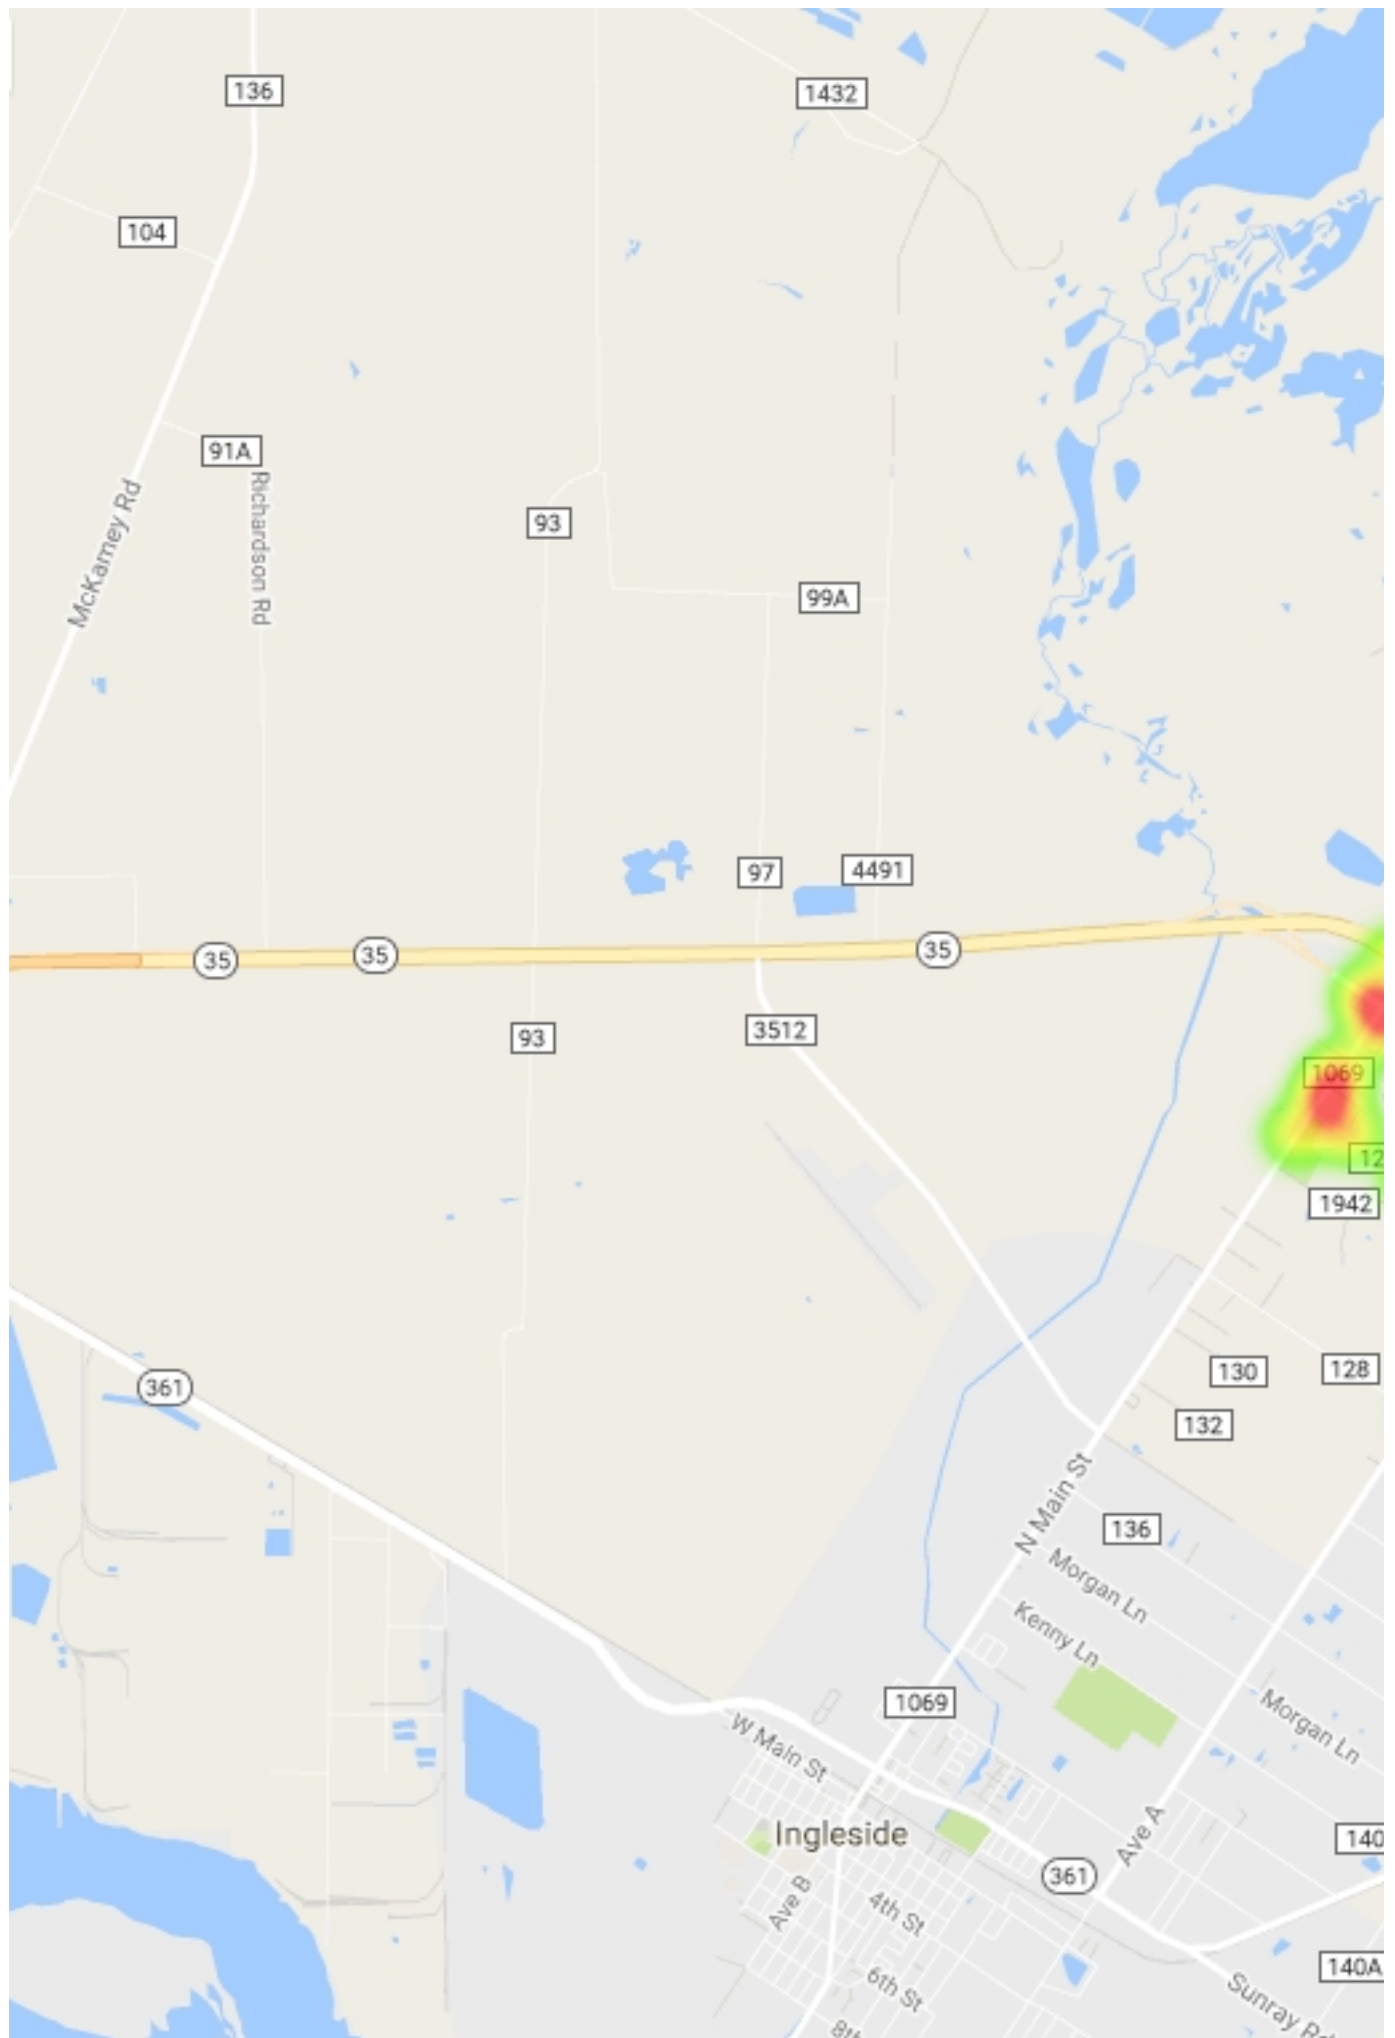 136
1432
104
91A
Richardson Rd
McKamey Rd
93
99A
97
4491
35
35
35
93
3512
1069
12
1942
361
130
128
132
N Main St
136
Morgan Ln
Kenny Ln
1069
Morgan Ln
W Main St
Ingleside
Ave A
140
361
Ave B
4th St
140A
6th St
Sunray Rd
8th